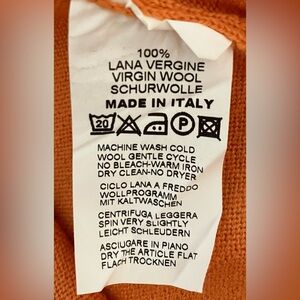 100%
LANA VERGINE
VIRGIN WOOL
SCHURWOLLE
MADE IN ITALY
20 P
MACHINE WASH COLD
WOOL GENTLE CYCLE
NO BLEACH-WARM IRON
DRY CLEAN-NO DRYER
CICLO LANA A FREDDO
WOLLPROGRAMM
MIT KALTWASCHEN
CENTRIFUGA LEGGERA
SPIN VERY SLIGHTLY
LEICHT SCHLEUDERN
ASCIUGARE IN PIANO
DRY THE ARTICLE FLAT
FLACH TROCKNEN